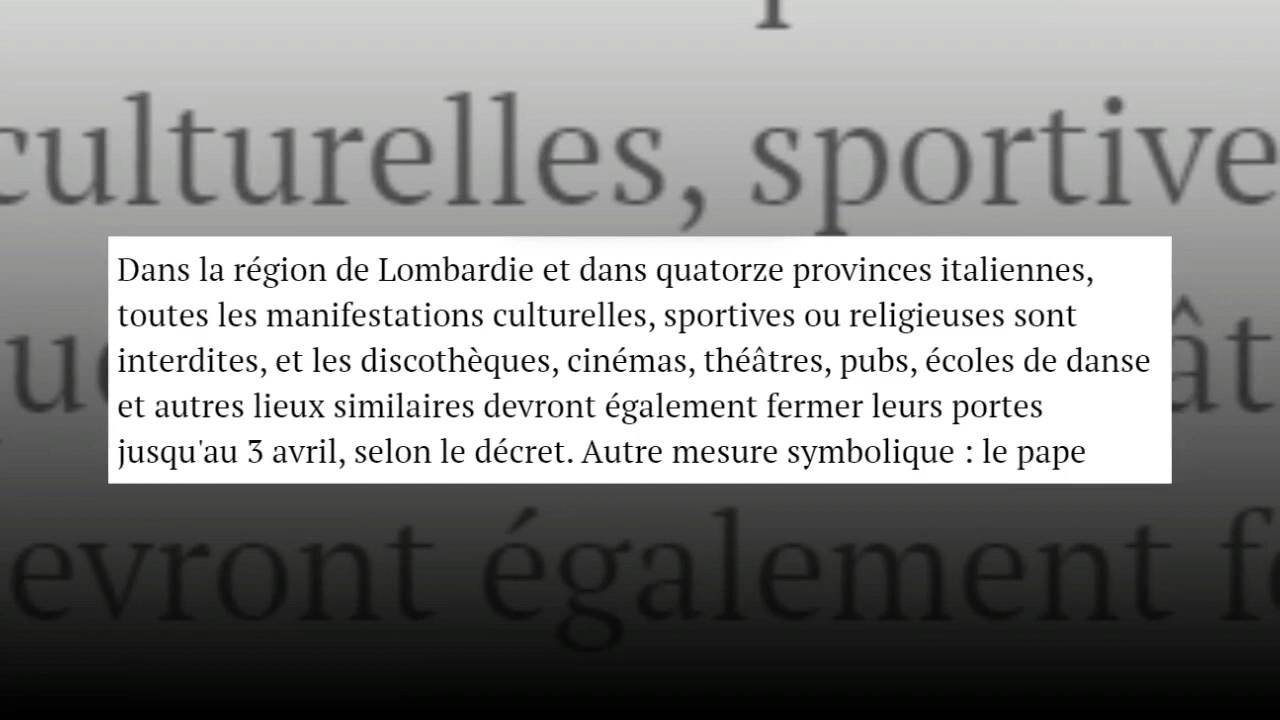 culturelles, sportive
Dans la région de Lombardie et dans quatorze provinces italiennes,
toutes les manifestations culturelles, sportives ou religieuses sont
interdites, et les discothèques, cinémas, théâtres, pubs, écoles de danse
et autres lieux similaires devront également fermer leurs portes
jusqu'au 3 avril, selon le décret. Autre mesure symbolique : le pape
evront également fe